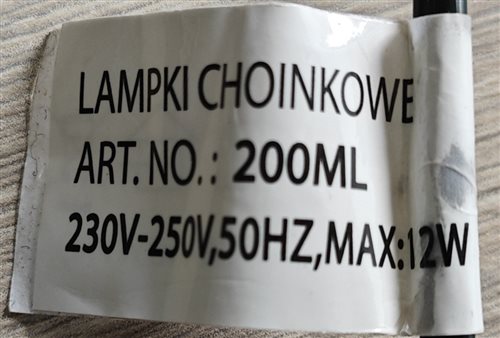 LAMPKI CHOINKOWE
ART. NO.: 200ML
230V-250V,50HZ,MAX:12W